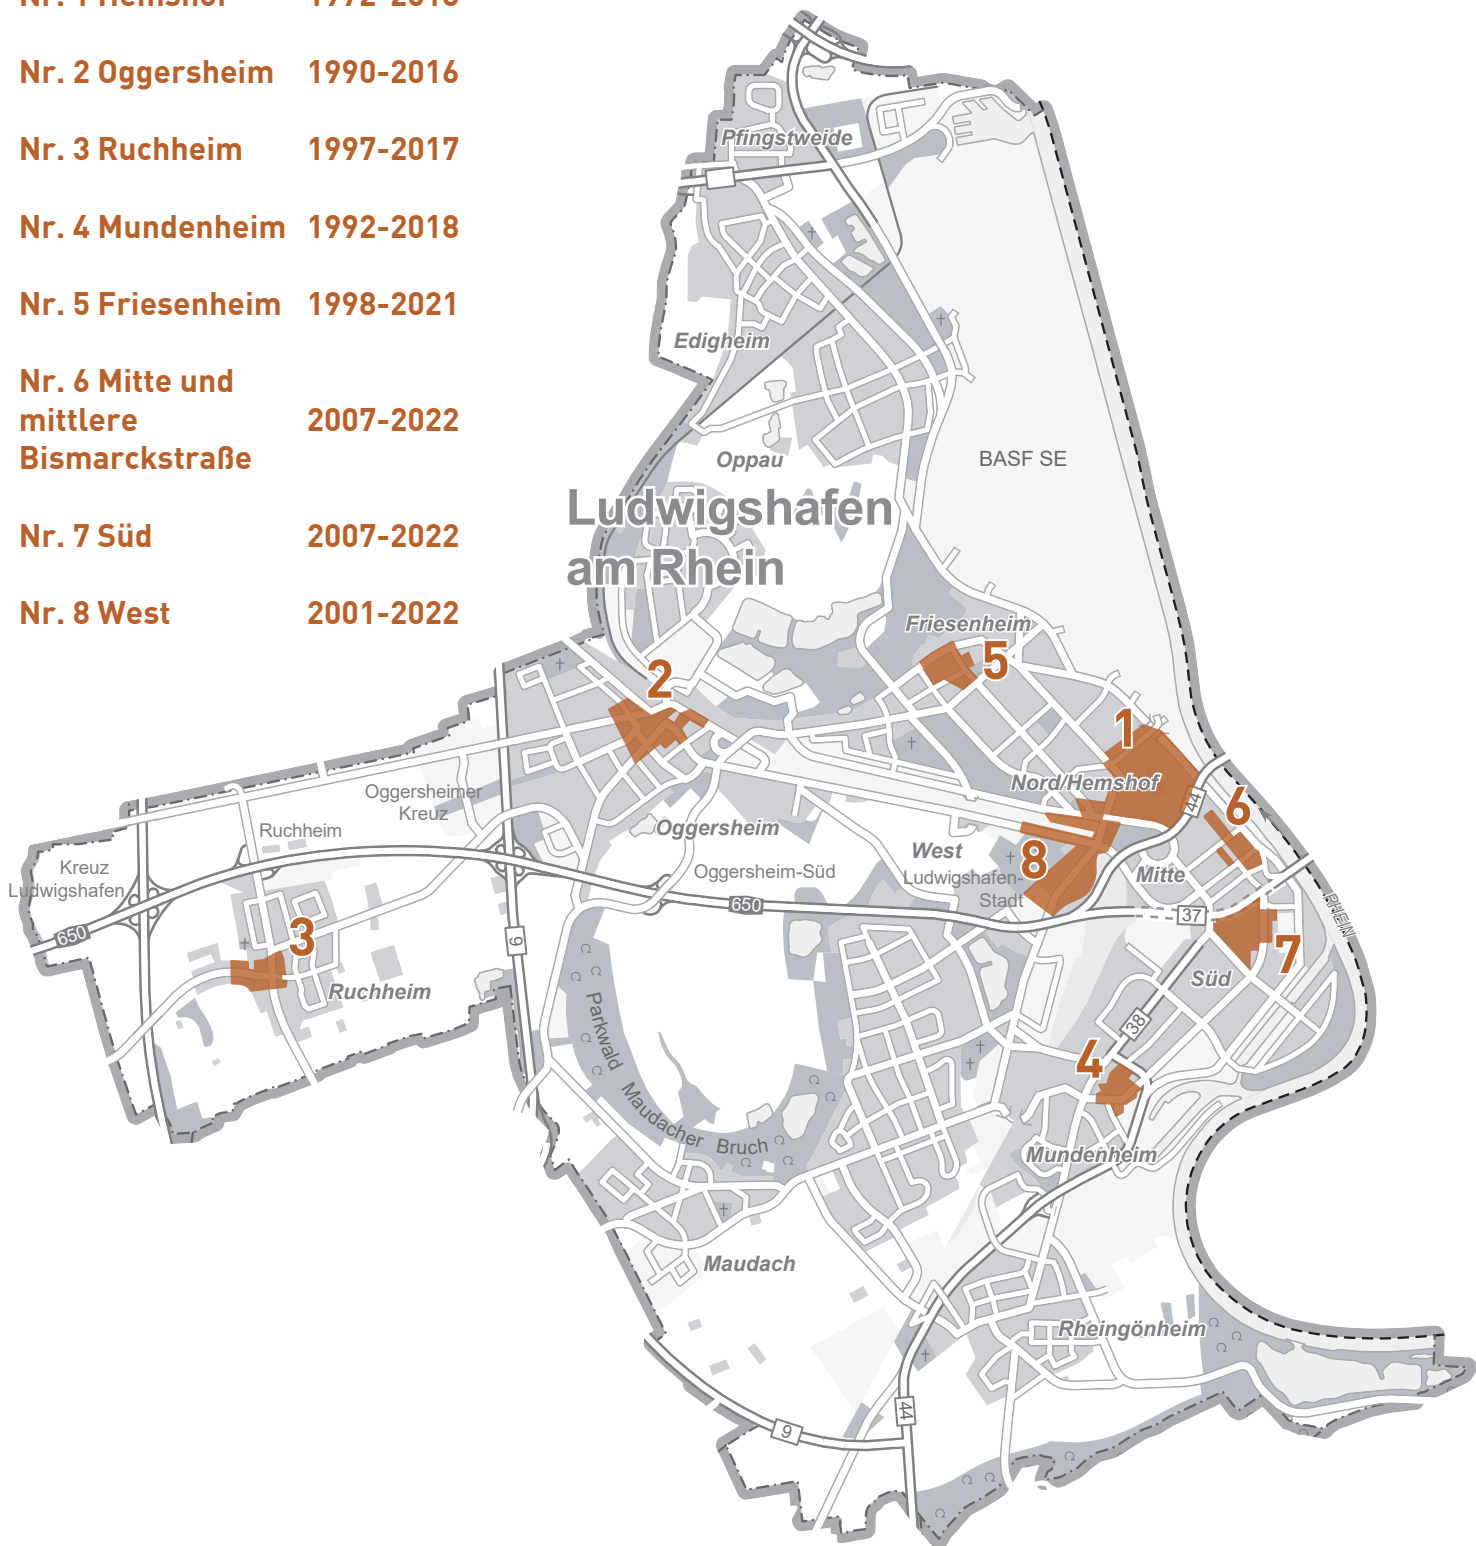 Nr. 1 Hemshof
Nr. 2 Oggersheim 1990-2016
Nr. 3 Ruchheim 1997-2017
Nr. 4 Mundenheim 1992-2018
Nr. 5 Friesenheim 1998-2021
Nr. 6 Mitte und
mittlere 2007-2022
Bismarckstraße
Nr. 7 Süd 2007-2022
Nr. 8 West 2001-2022
Pfingstweide
Edigheim
Oppau
BASF SE
Ludwigshafen
am Rhein
Friesenheim
5
2
1
Nord/Hemshof
44
6
Oggersheimer
Kreuz
Ruchheim
Oggersheim
West
8
Mitte
Kreuz
Ludwigshafen
Oggersheim-Süd
Ludwigshafen-
Stadt
650
650
37
RHEIN
9
3
7
Ruchheim
Süd
38
4
Parkwald
Maudacher
Bruch
Mundenheim
Maudach
Rheingönheim
44
9